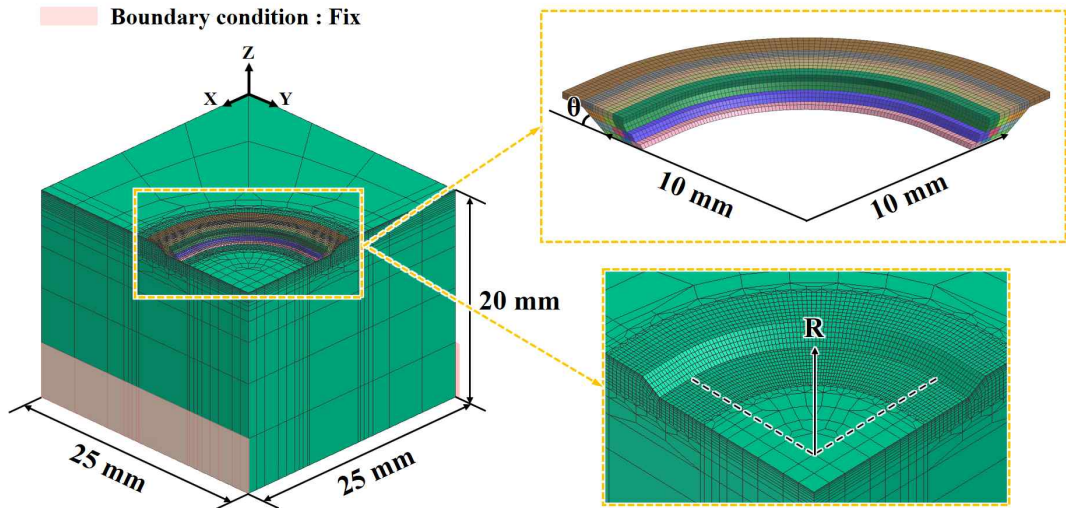 Boundary condition : Fix
Z
X
Y
θ
10 mm
10 mm
20 mm
R
25 mm
25 mm